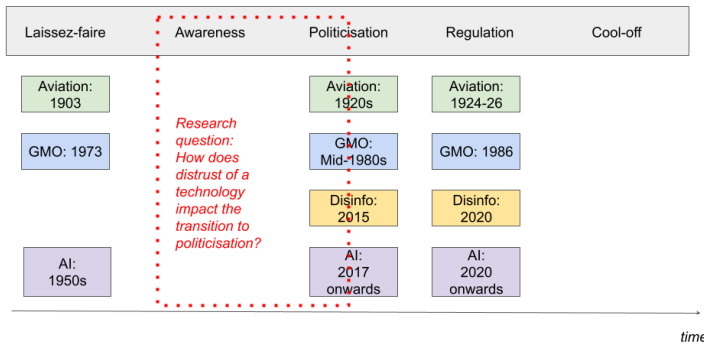 Laissez-faire
Awareness
Politicisation
Regulation
Cool-off
Aviation:
1903
Aviation:
1920s
Aviation:
1924-26
Research
question:
How does
distrust of a
technology
impact the
transition to
politicisation?
GMO: 1973
GMO:
Mid-1980s
GMO: 1986
Disinfo:
2015
Disinfo:
2020
AI:
1950s
AI:
2017
onwards
AI:
2020
onwards
time